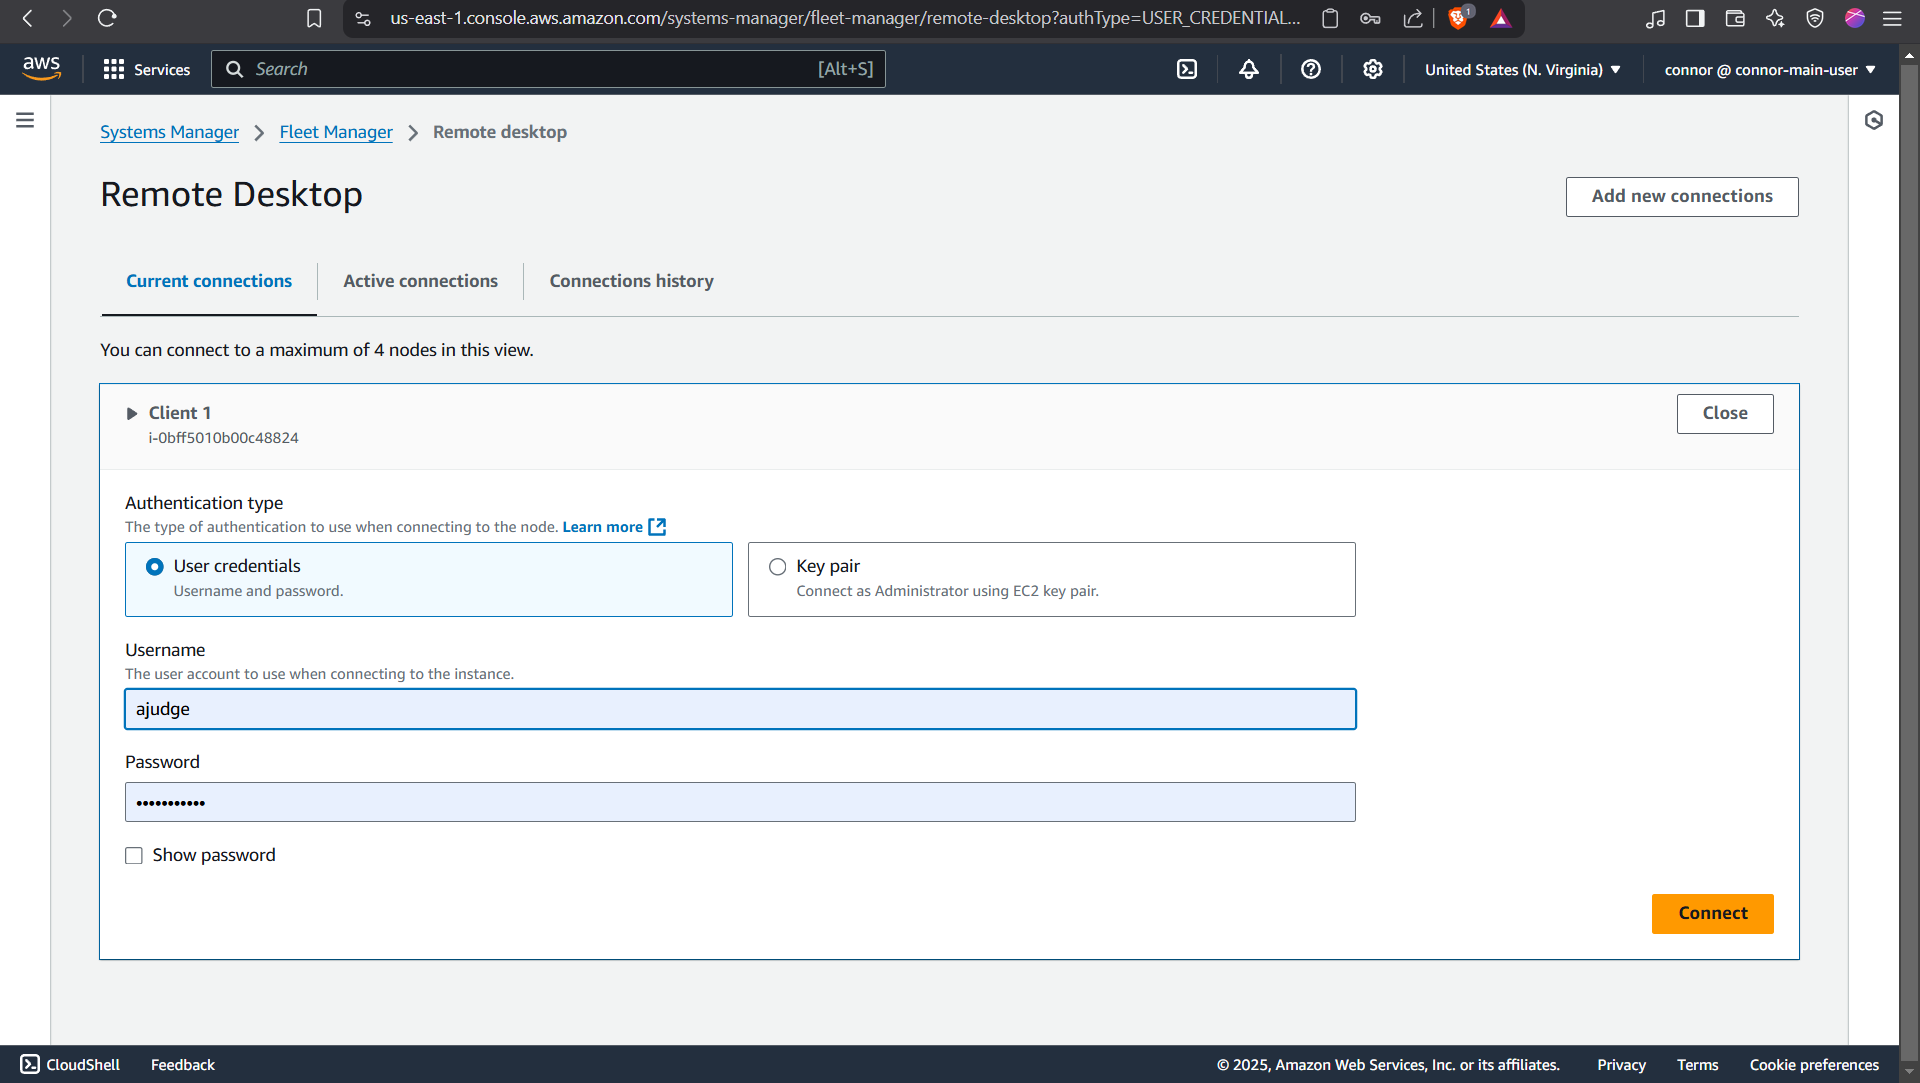 us-east-1.console.aws.amazon.com/systems-manager/fleet-manager/remote-desktop?authType=USER_CREDENTIAL...
1
aws
Services
Search
[Alt+S]
United States (N. Virginia)
connor @ connor-main-user
Systems Manager
Fleet Manager
Remote desktop
Remote Desktop
Add new connections
Current connections
Active connections
Connections history
You can connect to a maximum of 4 nodes in this view.
Client 1
i-0bff5010b00c48824
Close
Authentication type
The type of authentication to use when connecting to the node. Learn more
User credentials
Username and password.
Key pair
Connect as Administrator using EC2 key pair.
Username
The user account to use when connecting to the instance.
ajudge
Password
•••••••••••
Show password
Connect
CloudShell
Feedback
© 2025, Amazon Web Services, Inc. or its affiliates.
Privacy
Terms
Cookie preferences